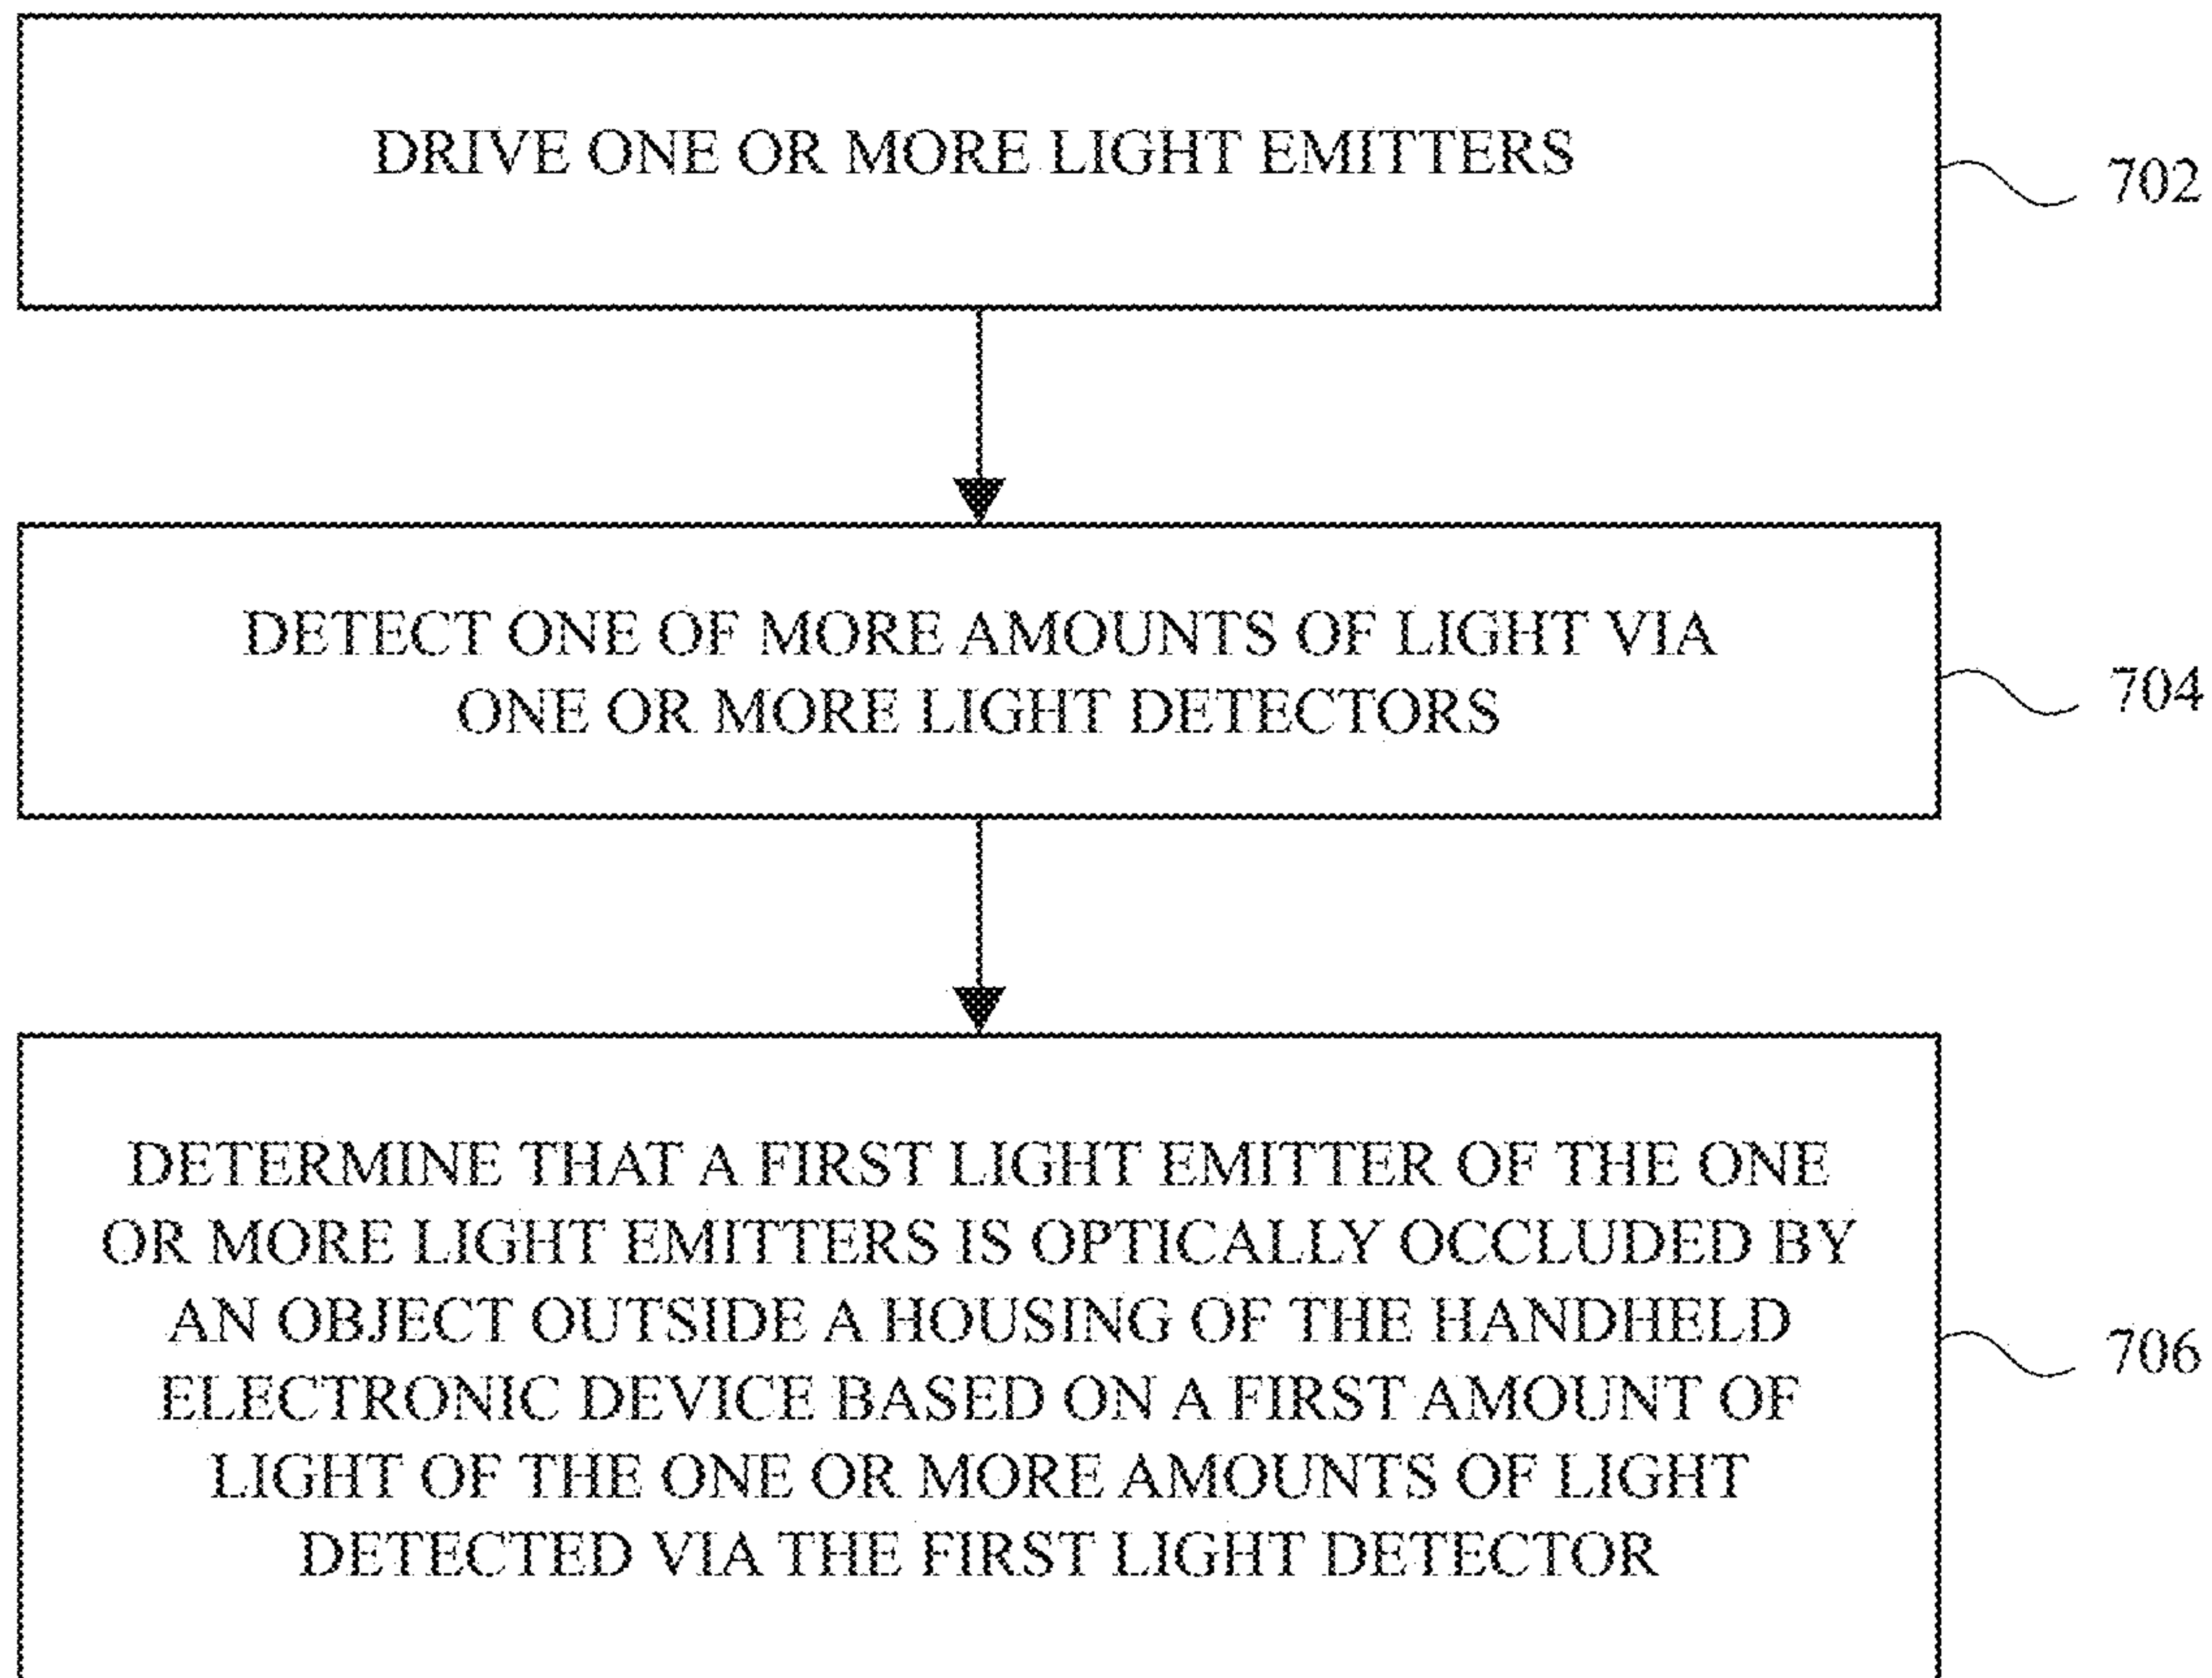 DRIVE ONE OR MORE LIGHT EMITTERS
702
DETECT ONE OF MORE AMOUNTS OF LIGHT VIA
ONE OR MORE LIGHT DETECTORS
704
DETERMINE THAT A FIRST LIGHT EMITTER OF THE ONE
OR MORE LIGHT EMITTERS IS OPTICALLY OCCLUDED BY
AN OBJECT OUTSIDE A HOUSING OF THE HANDHELD
ELECTRONIC DEVICE BASED ON A FIRST AMOUNT OF
LIGHT OF THE ONE OR MORE AMOUNTS OF LIGHT
DETECTED VIA THE FIRST LIGHT DETECTOR
706